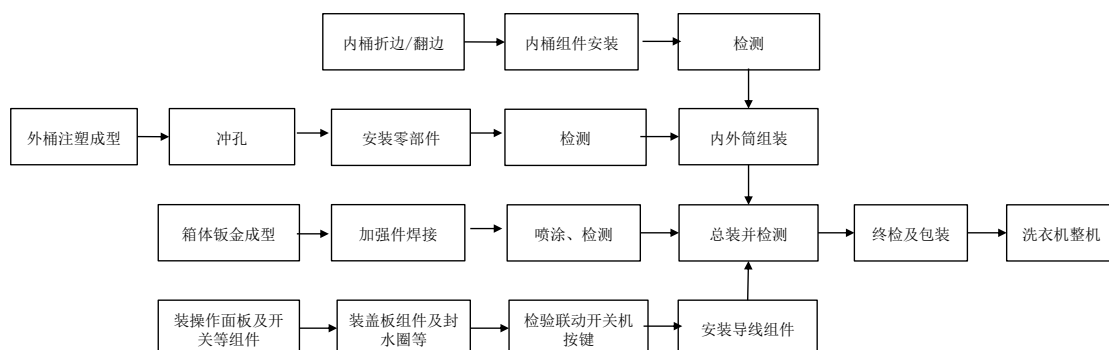 内桶折边/翻边
内桶组件安装
检测
外桶注塑成型
冲孔
安装零部件
检测
内外筒组装
箱体钣金成型
加强件焊接
喷涂、检测
总装并检测
终检及包装
洗衣机整机
装操作面板及开
关等组件
装盖板组件及封
水圈等
检验联动开关机
按键
安装导线组件